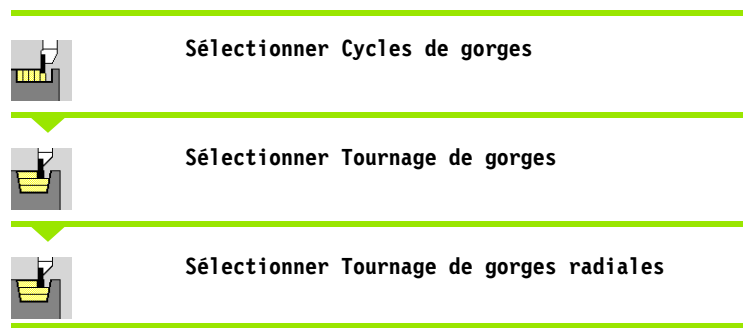 Sélectionner Cycles de gorges
Sélectionner Tournage de gorges
Sélectionner Tournage de gorges radiales